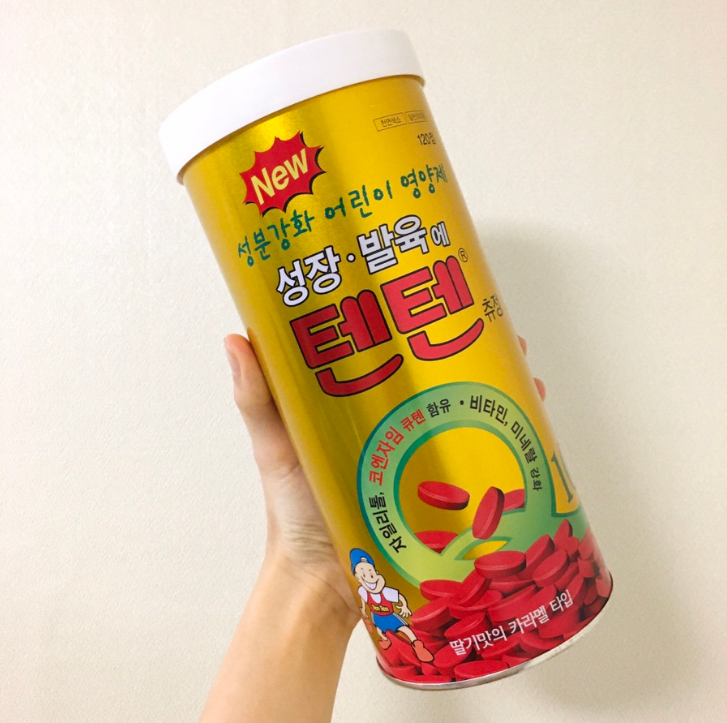 120정
New
성분강화 어린이 영양제
성장·발육에
텐텐®
츄정
자일리톨, 코엔자임 큐텐 함유 · 비타민, 미네랄 강화
딸기맛의 카라멜 타입